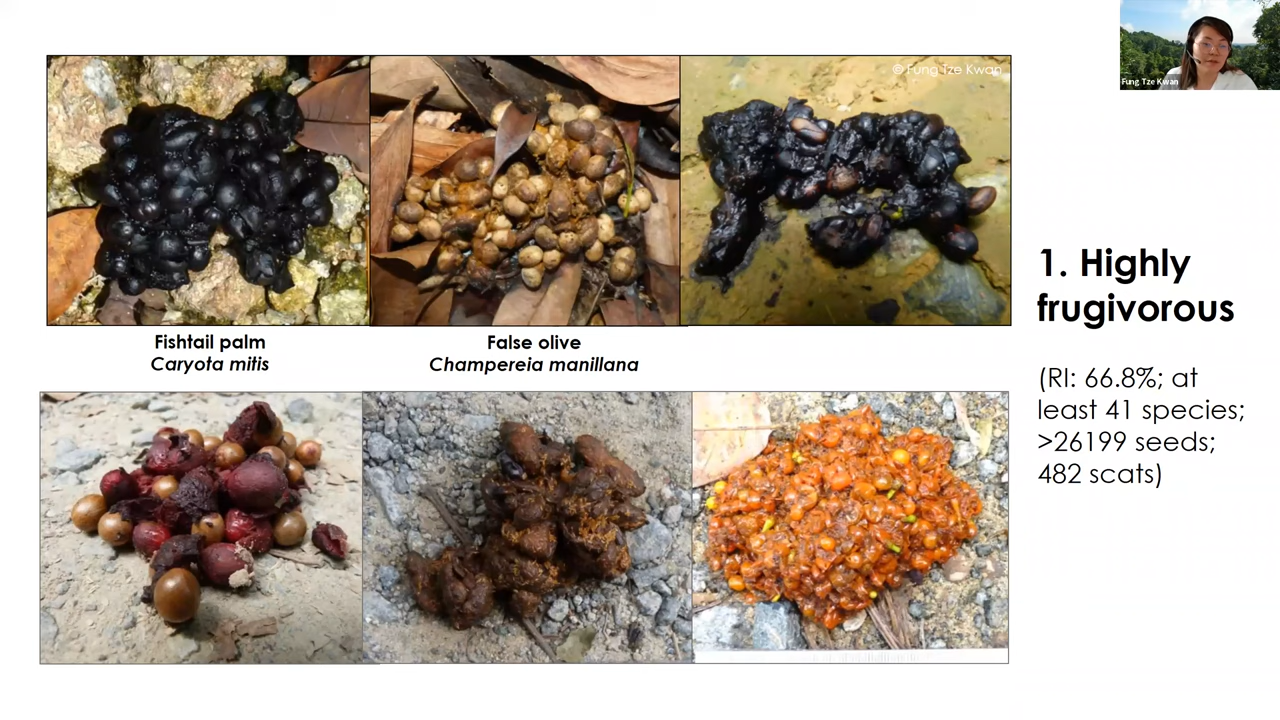 © Fung Tze Kwan
Fung Tze Kwan
Fishtail palm
Caryota mitis
False olive
Champereia manillana
1. Highly
frugivorous
(RI: 66.8%; at
least 41 species;
>26199 seeds;
482 scats)